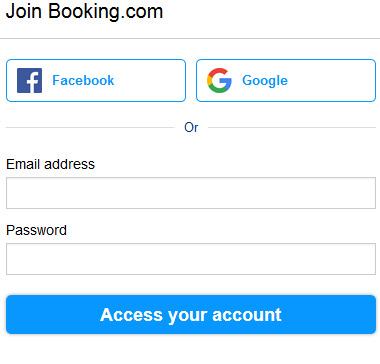 Join Booking.com
Facebook
Google
Or
Email address
Password
Access your account